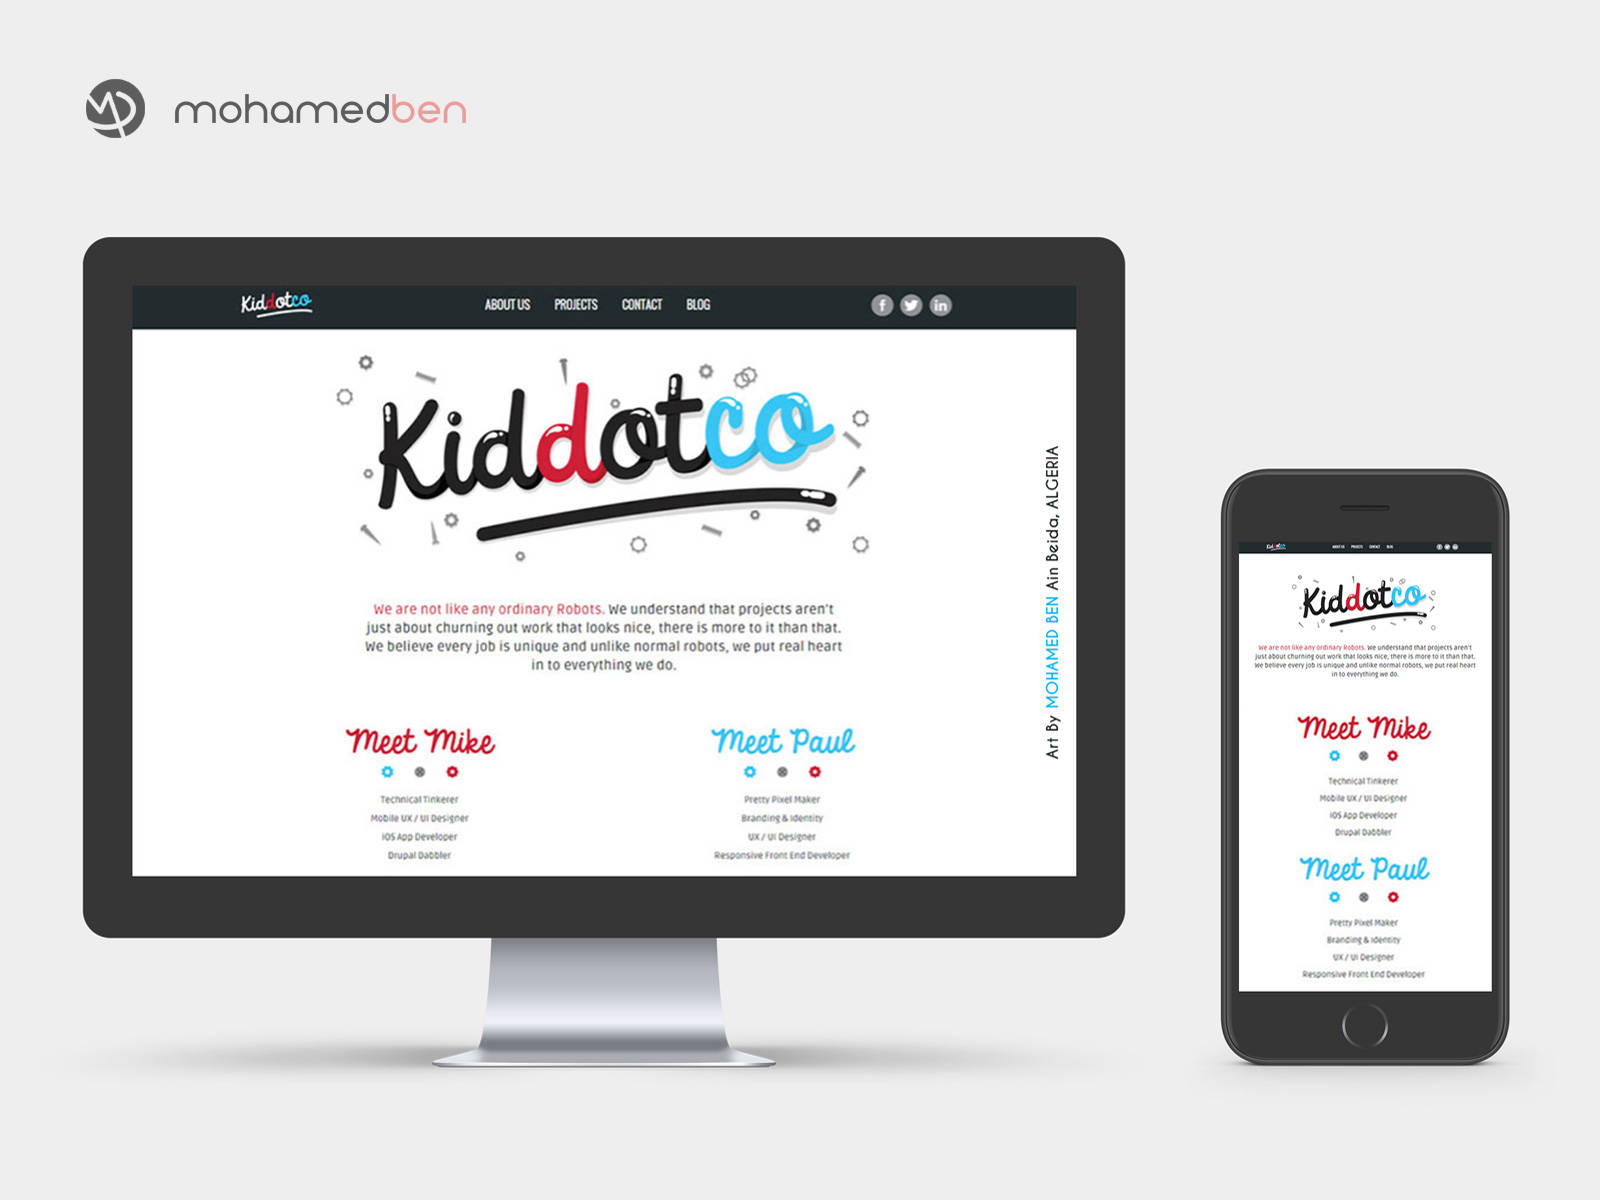 mohamedben
Kiddotco
ABOUT US PROJECTS CONTACT BLOG
Kiddotco
We are not like any ordinary Robots. We understand that projects aren't
just about churning out work that looks nice, there is more to it than that.
We believe every job is unique and unlike normal robots, we put real heart
in to everything we do.
Meet Mike
Technical Tinkerer
Mobile UX / UI Designer
iOS App Developer
Drupal Dabbler
Meet Paul
Pretty Pixel Maker
Branding & Identity
UX / UI Designer
Responsive Front End Developer
Art By MOHAMED BEN Ain Beida, ALGERIA
Kiddotco
ABOUT US PROJECTS CONTACT BLOG
Kiddotco
We are not like any ordinary Robots. We understand that projects aren't
just about churning out work that looks nice, there is more to it than that.
We believe every job is unique and unlike normal robots, we put real heart
in to everything we do.
Meet Mike
Technical Tinkerer
Mobile UX / UI Designer
iOS App Developer
Drupal Dabbler
Meet Paul
Pretty Pixel Maker
Branding & Identity
UX / UI Designer
Responsive Front End Developer